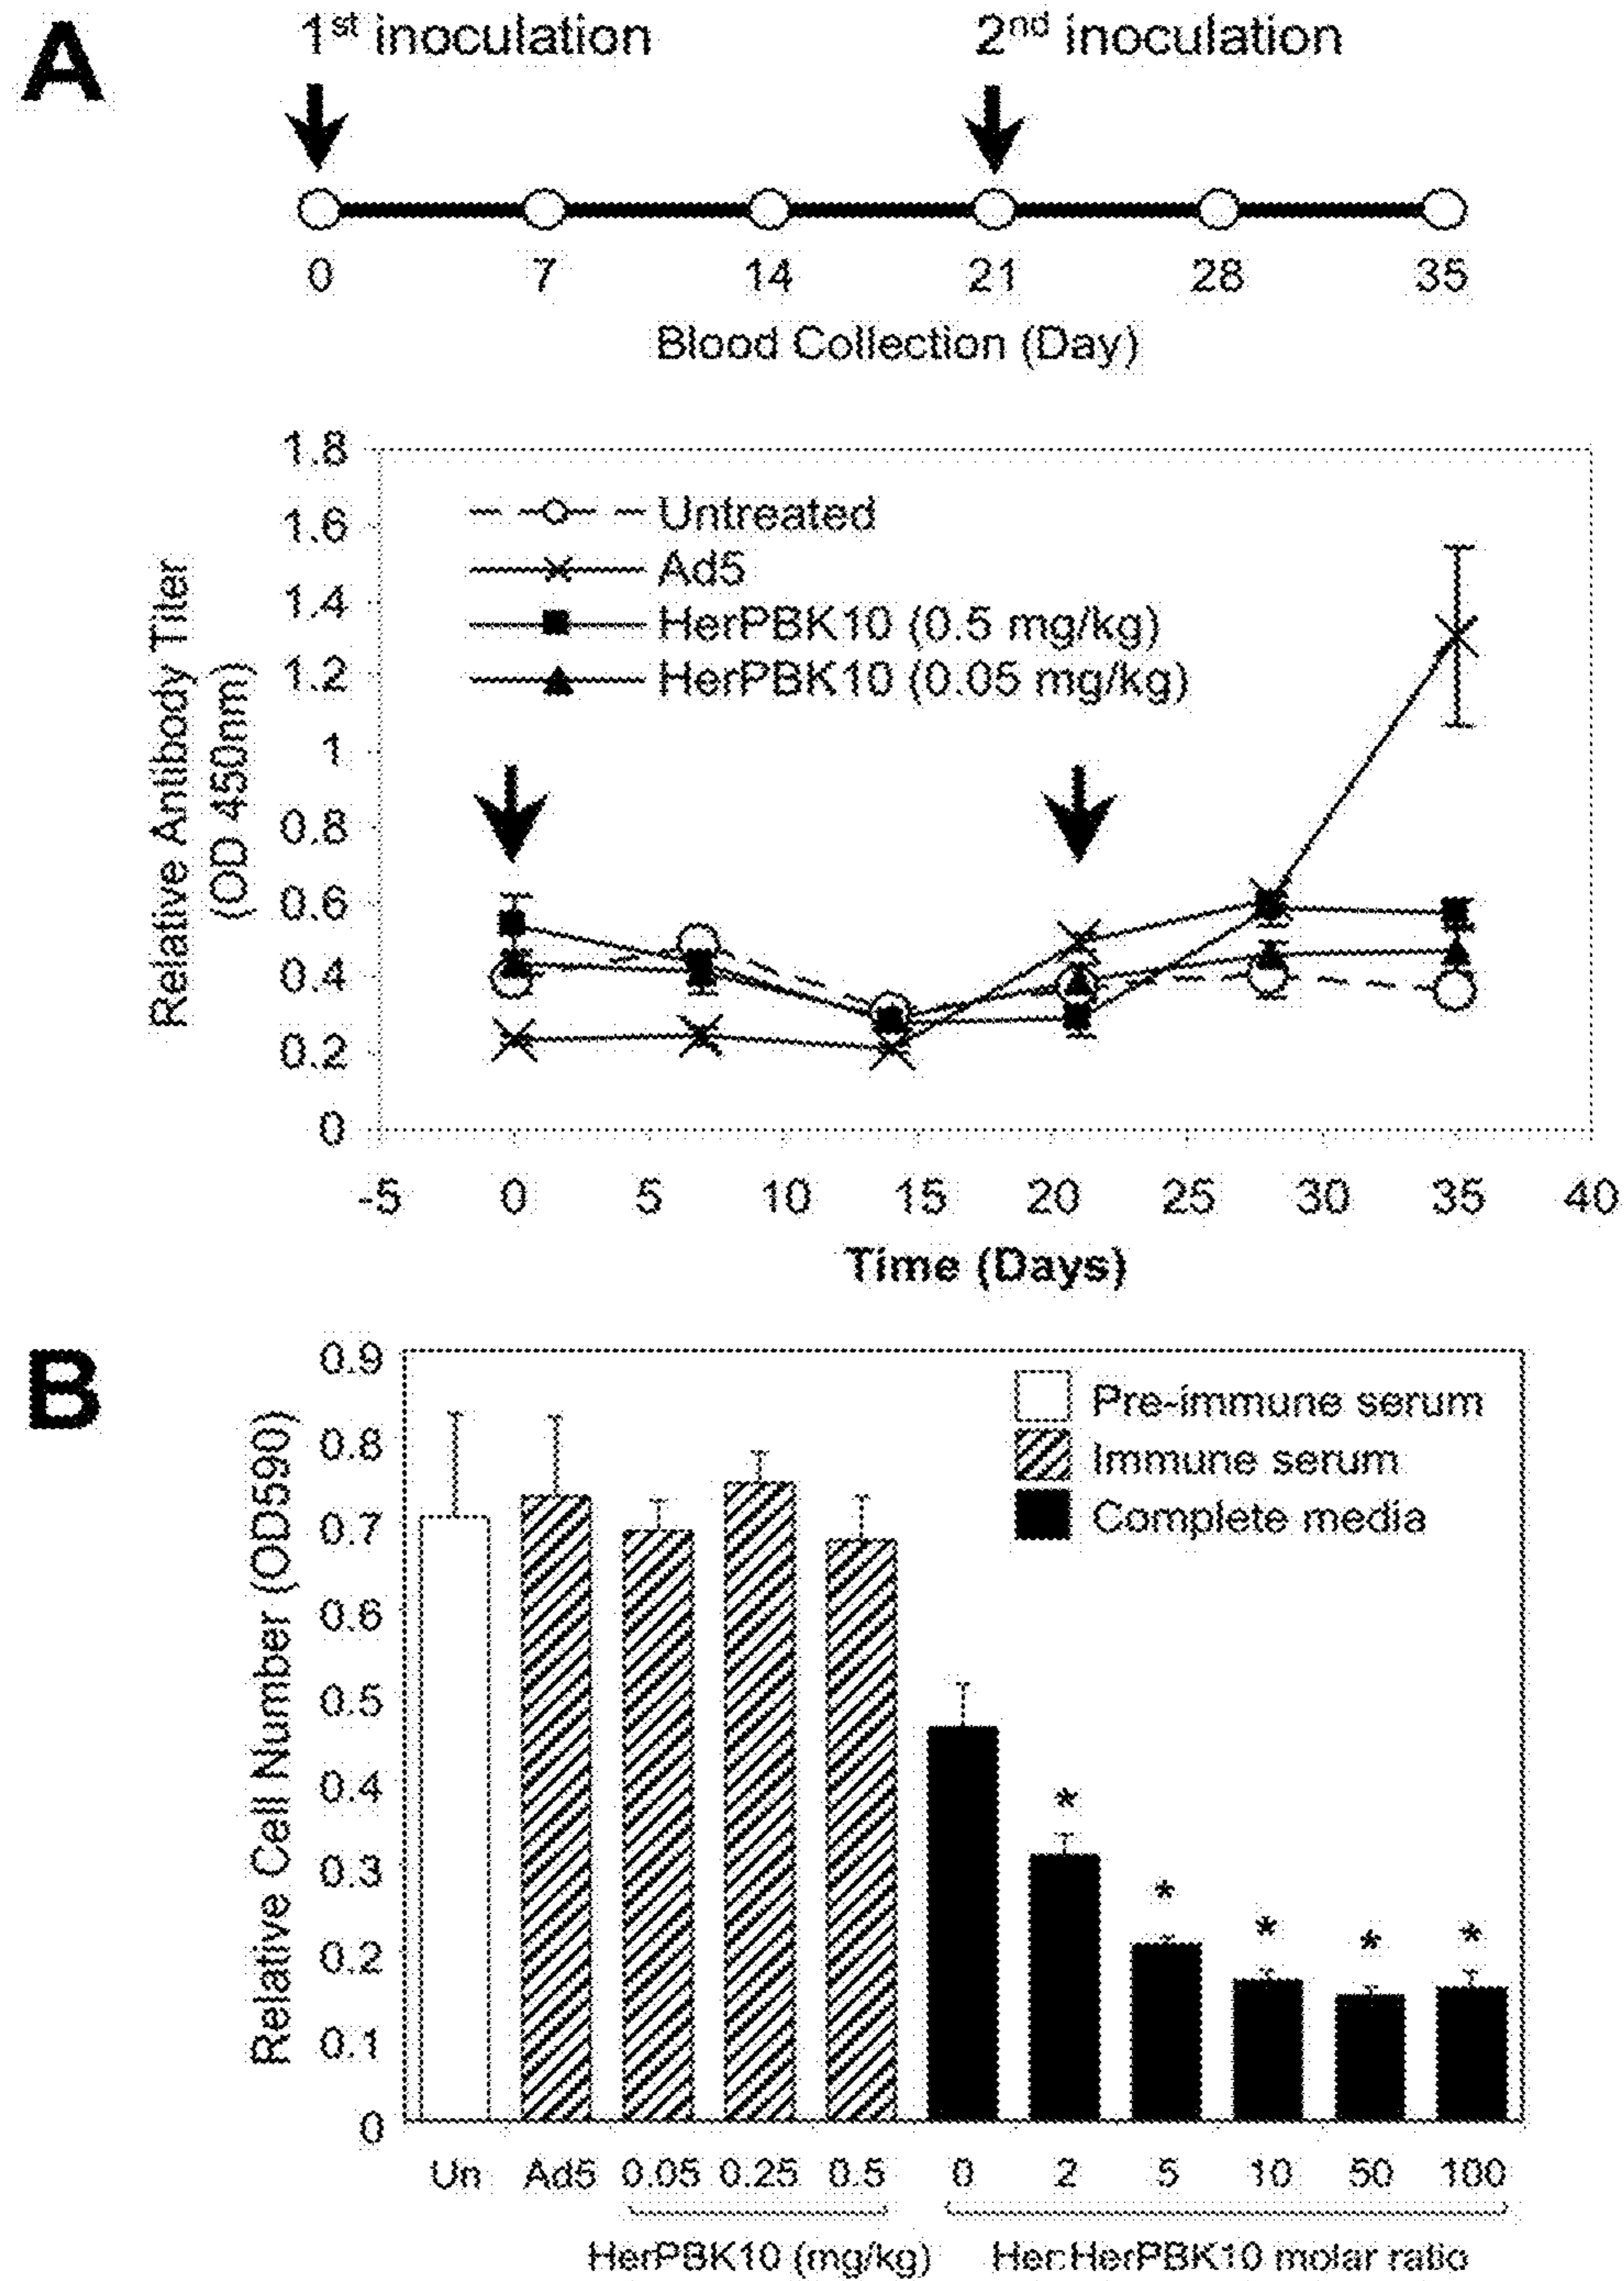 A
1st inoculation
2nd inoculation
0 7 14 21 28 35
Blood Collection (Day)
Relative Antibody Titer
(OD 450nm)
1.8
1.6
1.4
1.2
1
0.8
0.6
0.4
0.2
0
Untreated
Ad5
HerPBK10 (0.5 mg/kg)
HerPBK10 (0.05 mg/kg)
-5 0 5 10 15 20 25 30 35 40
Time (Days)
B
Relative Cell Number (OD590)
0.9
0.8
0.7
0.6
0.5
0.4
0.3
0.2
0.1
0
Pre-immune serum
Immune serum
Complete media
* * * * *
Un Ad5 0.05 0.25 0.5 0 2 5 10 50 100
HerPBK10 (mg/kg)
Her:HerPBK10 molar ratio